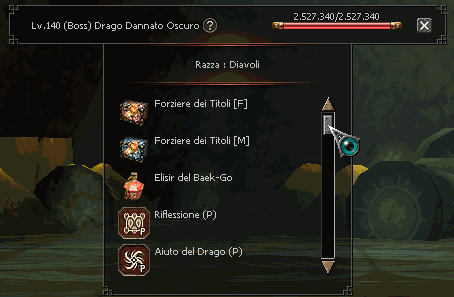 Lv.140 (Boss) Drago Dannato Oscuro ?
2.527.340/2.527.340
Razza : Diavoli
Forziere dei Titoli [F]
Forziere dei Titoli [M]
Elisir del Baek-Go
Riflessione (P)
P
Aiuto del Drago (P)
P